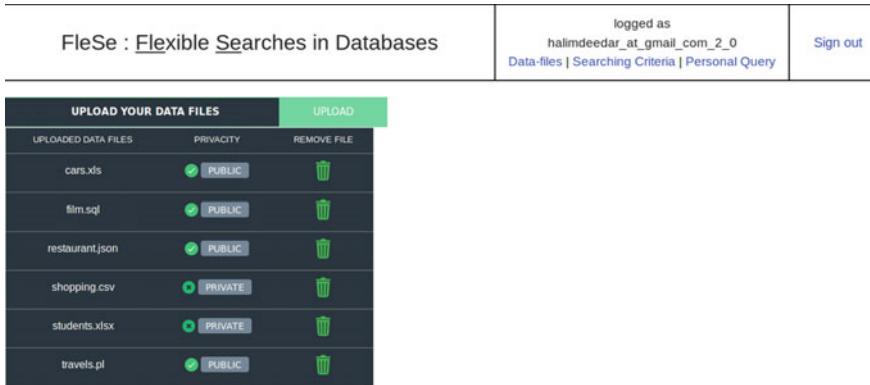 FleSe : Flexible Searches in Databases
logged as
halimdeedar_at_gmail_com_2_0
Data-files | Searching Criteria | Personal Query
Sign out
UPLOAD YOUR DATA FILES UPLOAD
UPLOADED DATA FILES PRIVACITY REMOVE FILE
cars.xls PUBLIC
film.sql PUBLIC
restaurant.json PUBLIC
shopping.csv PRIVATE
students.xlsx PRIVATE
travels.pl PUBLIC